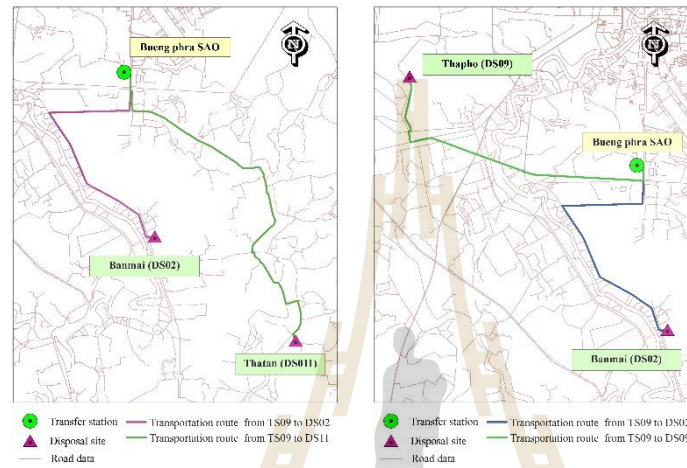 Bueng phra SAO
N
Banmai (DS02)
Thatan (DS011)
Transfer station
Transportation route from TS09 to DS02
Disposal site
Transportation route from TS09 to DS11
Road data
N
Thapho (DS09)
Bueng phra SAO
Banmai (DS02)
Transfer station
Transportation route from TS09 to DS02
Disposal site
Transportation route from TS09 to DS09
Road data